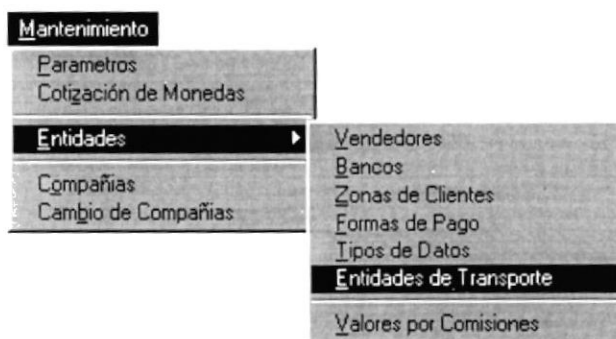 Mantenimiento
Parametros
Cotización de Monedas
Entidades
Compañias
Cambio de Compañias
Vendedores
Bancos
Zonas de Clientes
Formas de Pago
Tipos de Datos
Entidades de Transporte
Valores por Comisiones